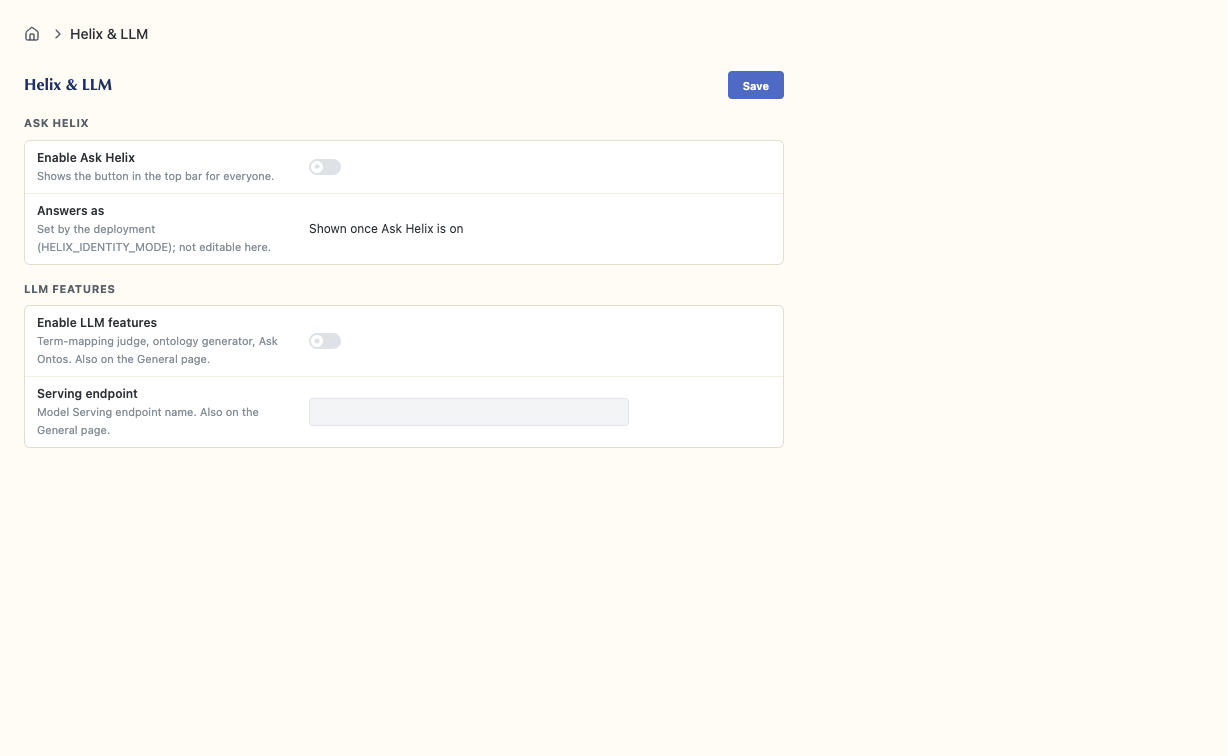 Helix & LLM
Helix & LLM
Save
ASK HELIX
Enable Ask Helix
Shows the button in the top bar for everyone.
Answers as
Set by the deployment
(HELIX_IDENTITY_MODE); not editable here.
Shown once Ask Helix is on
LLM FEATURES
Enable LLM features
Term-mapping judge, ontology generator, Ask
Ontos. Also on the General page.
Serving endpoint
Model Serving endpoint name. Also on the
General page.